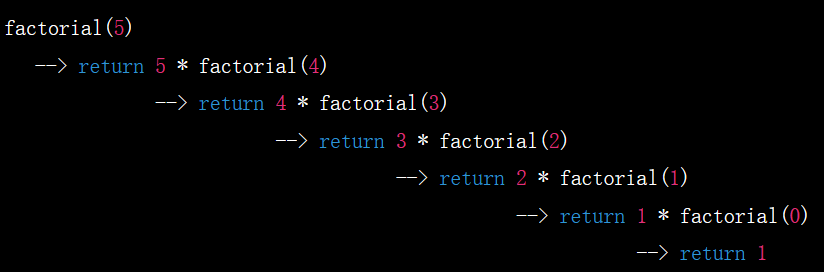 factorial(5)
--> return 5 * factorial(4)
--> return 4 * factorial(3)
--> return 3 * factorial(2)
--> return 2 * factorial(1)
--> return 1 * factorial(0)
--> return 1